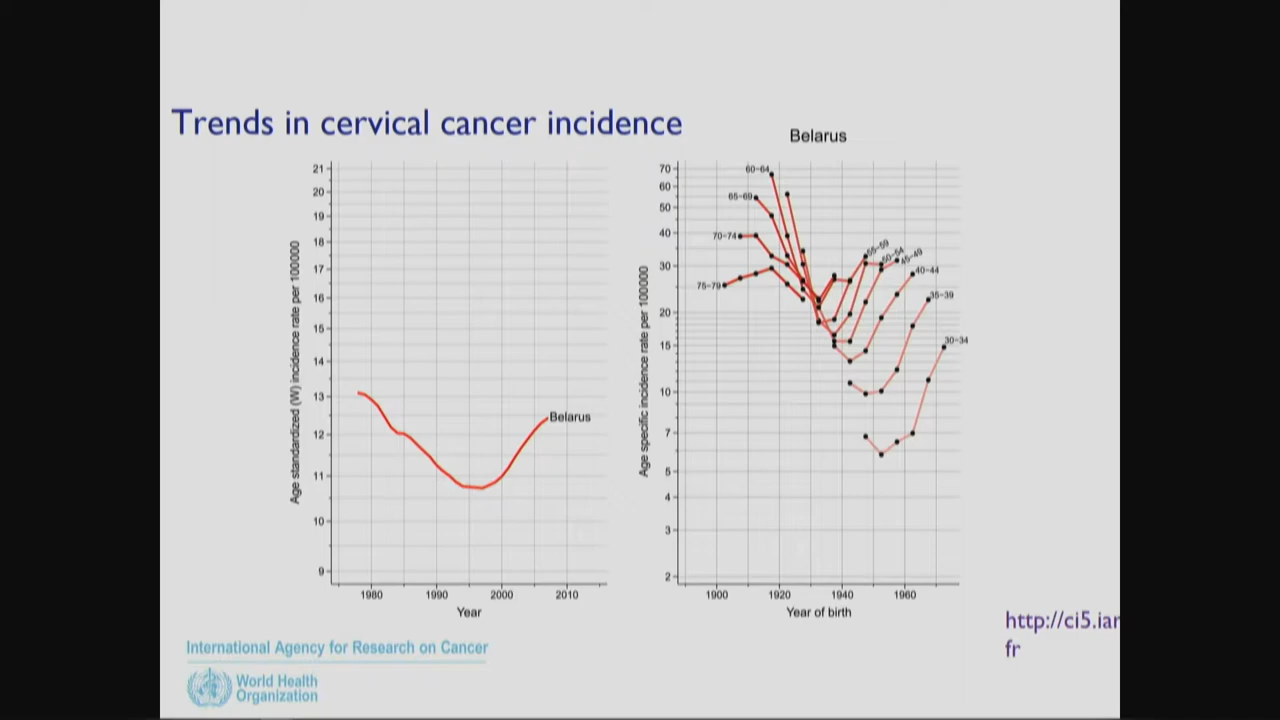 Trends in cervical cancer incidence
Belarus
Age standardized (W) incidence rate per 100000
21
20
19
18
17
16
15
14
13
12
11
10
9
Belarus
1980 1990 2000 2010
Year
Age specific incidence rate per 100000
70
60
50
40
30
20
15
10
7
5
4
3
2
60-64
65-69
70-74
75-79
55-59
50-54
45-49
40-44
35-39
30-34
1900 1920 1940 1960
Year of birth
http://ci5.iar
fr
International Agency for Research on Cancer
World Health
Organization